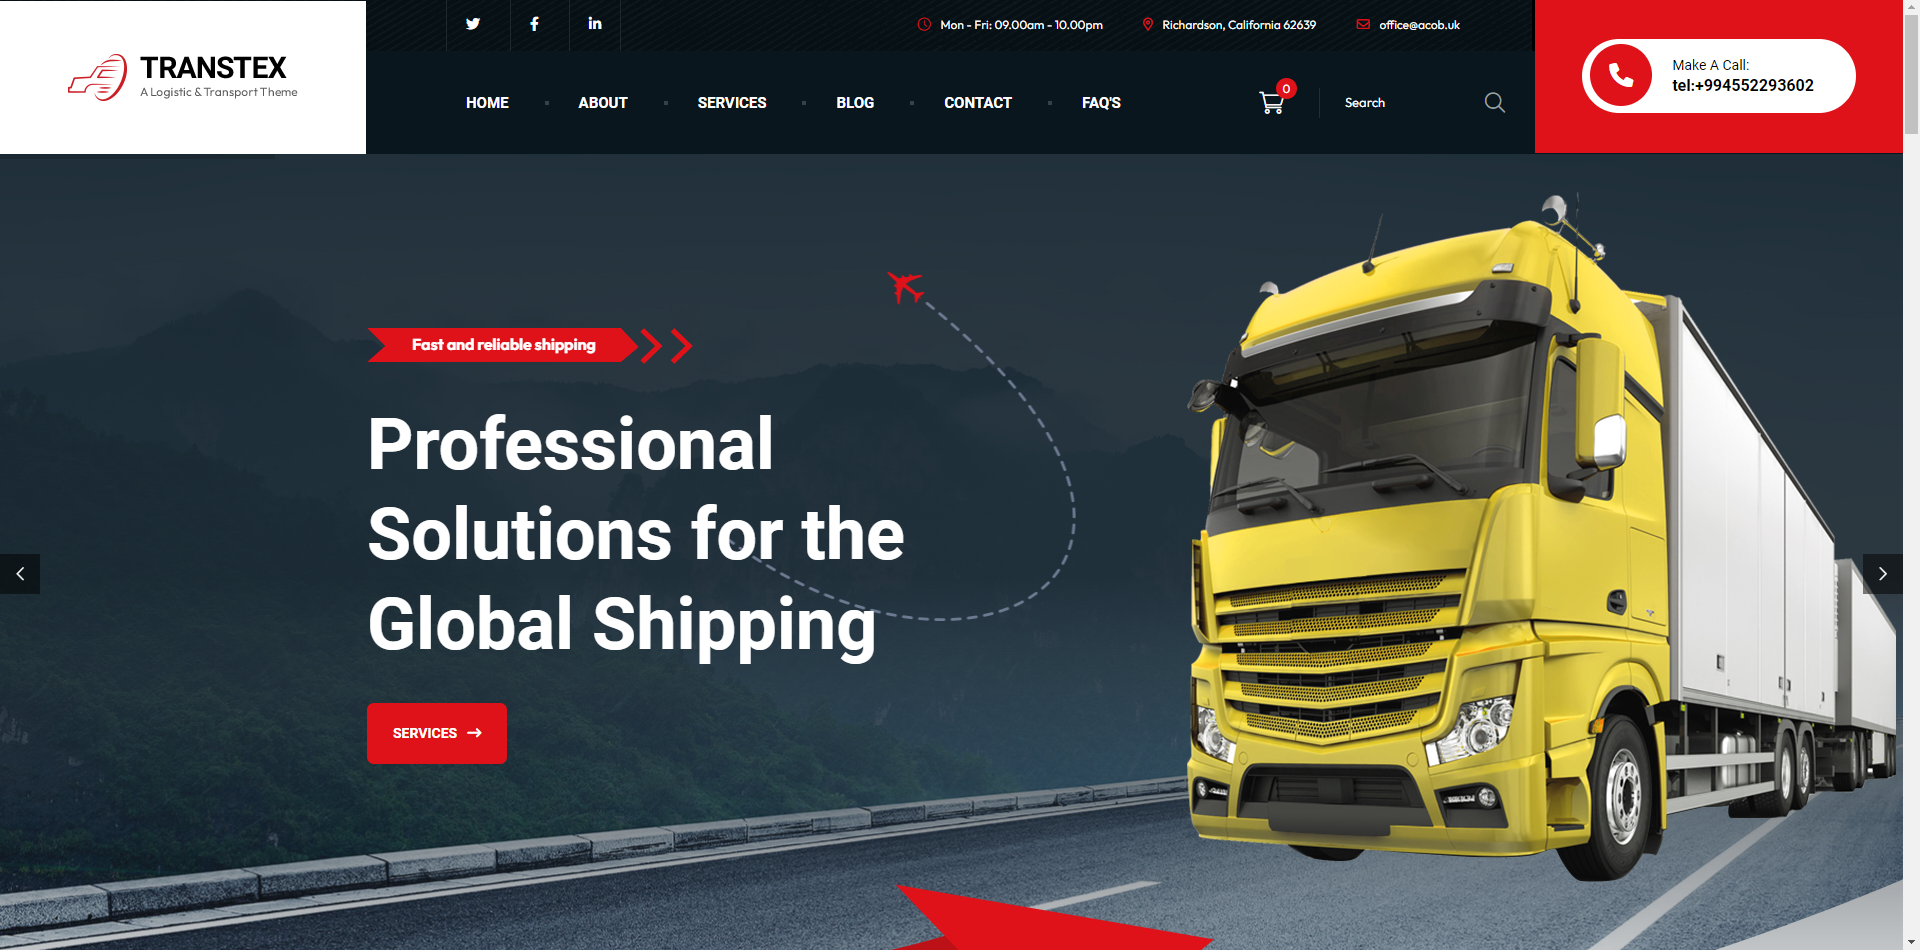 Mon - Fri: 09.00am - 10.00pm
Richardson, California 62639
office@acob.uk
TRANSTEX
A Logistic & Transport Theme
HOME
ABOUT
SERVICES
BLOG
CONTACT
FAQ'S
0
Search
Make A Call:
tel:+994552293602
Fast and reliable shipping
Professional
Solutions for the
Global Shipping
SERVICES